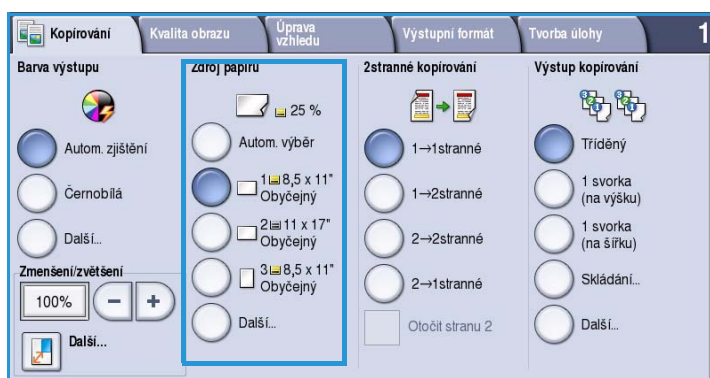 Kopírování
Kvalita obrazu
Úprava
vzhledu
Výstupní formát
Tvorba úlohy
1
Barva výstupu
Autom. zjištění
Černobílá
Další...
Zmenšení/zvětšení
100%
Další...
Zdroj papíru
25 %
Autom. výběr
1 8,5 x 11"
Obyčejný
2 11 x 17"
Obyčejný
3 8,5 x 11"
Obyčejný
Další...
2stranné kopírování
1→1stranné
1→2stranné
2→2stranné
2→1stranné
Otočit stranu 2
Výstup kopírování
Tříděný
1 svorka
(na výšku)
1 svorka
(na šířku)
Skládání...
Další...